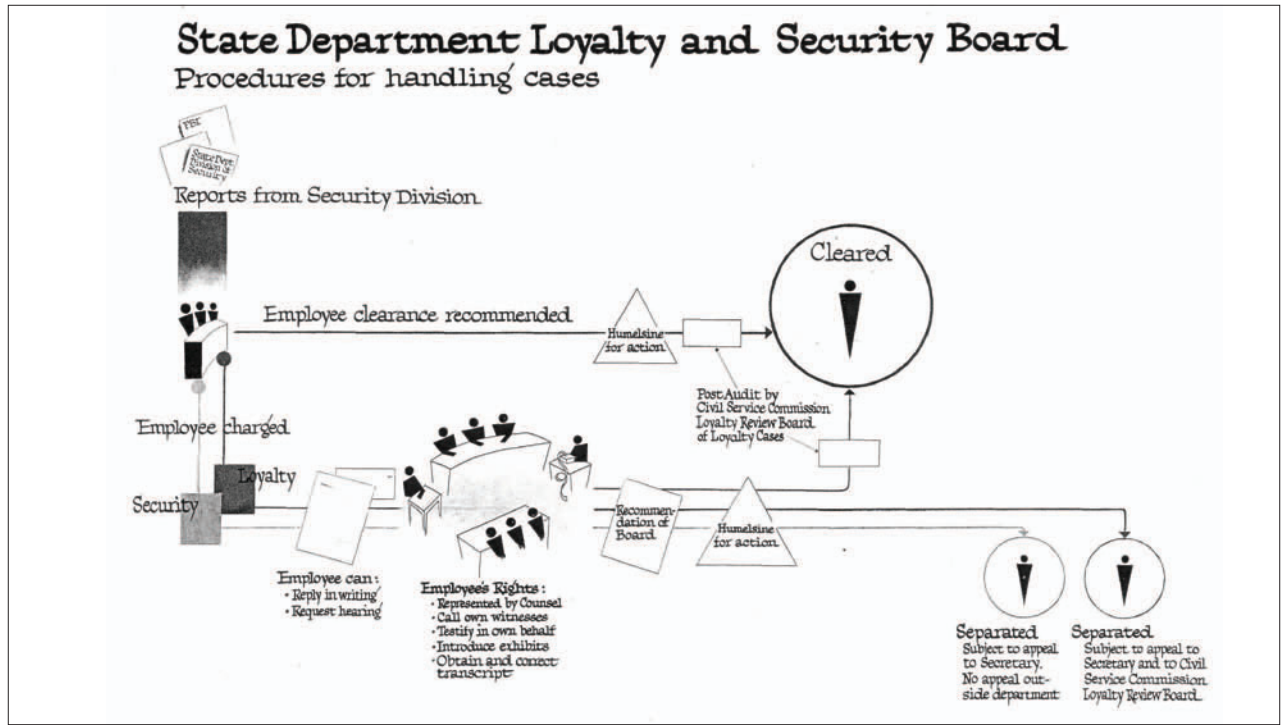 State Department Loyalty and Security Board
Procedures for handling cases
FBI
State Dept.
Division of
Security
Reports from Security Division
Employee clearance recommended
Humelsine
for action
Cleared
Post Audit by
Civil Service Commission
Loyalty Review Board
of Loyalty Cases
Employee charged
Loyalty
Security
Employee can:
• Reply in writing
• Request hearing
Employee's Rights:
• Represented by Counsel
• Call own witnesses
• Testify in own behalf
• Introduce exhibits
• Obtain and correct
transcript
Recommen-
dation of
Board
Humelsine
for action
Separated
Subject to appeal
to Secretary.
No appeal out-
side department
Separated
Subject to appeal to
Secretary and to Civil
Service Commission
Loyalty Review Board